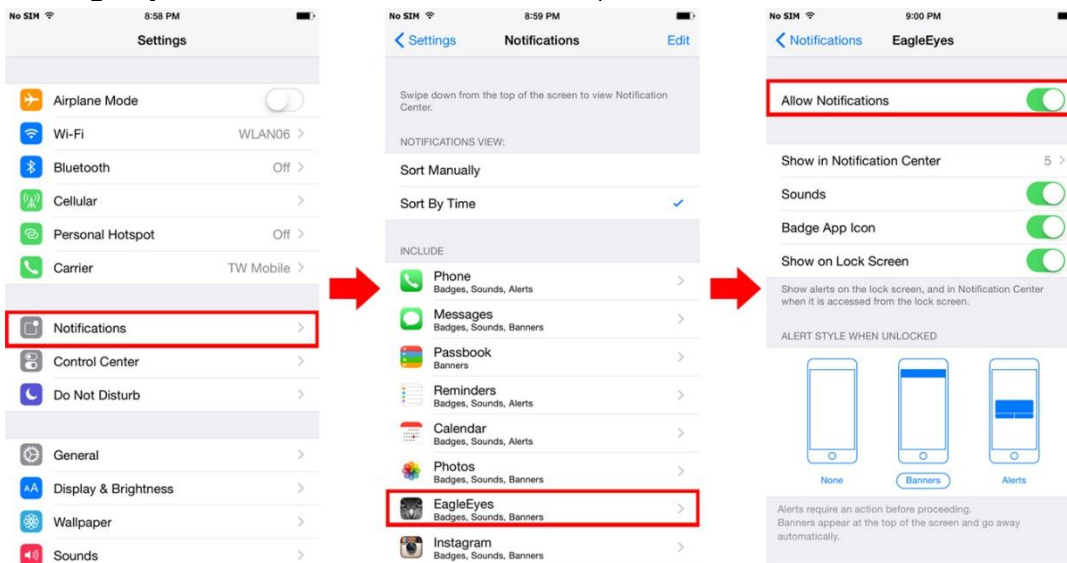 No SIM 8:58 PM
Settings
Airplane Mode
Wi-Fi WLAN06
Bluetooth Off
Cellular
Personal Hotspot Off
Carrier TW Mobile
Notifications
Control Center
Do Not Disturb
General
AA Display & Brightness
Wallpaper
Sounds
No SIM 8:59 PM
Settings Notifications Edit
Swipe down from the top of the screen to view Notification
Center.
NOTIFICATIONS VIEW:
Sort Manually
Sort By Time
INCLUDE
Phone
Badges, Sounds, Alerts
Messages
Badges, Sounds, Banners
Passbook
Banners
Reminders
Badges, Sounds, Alerts
Calendar
Badges, Sounds, Alerts
Photos
Badges, Sounds, Banners
EagleEyes
Badges, Sounds, Banners
Instagram
Badges, Sounds, Banners
No SIM 9:00 PM
Notifications EagleEyes
Allow Notifications
Show in Notification Center 5
Sounds
Badge App Icon
Show on Lock Screen
Show alerts on the lock screen, and in Notification Center
when it is accessed from the lock screen.
ALERT STYLE WHEN UNLOCKED
None Banners Alerts
Alerts require an action before proceeding.
Banners appear at the top of the screen and go away
automatically.